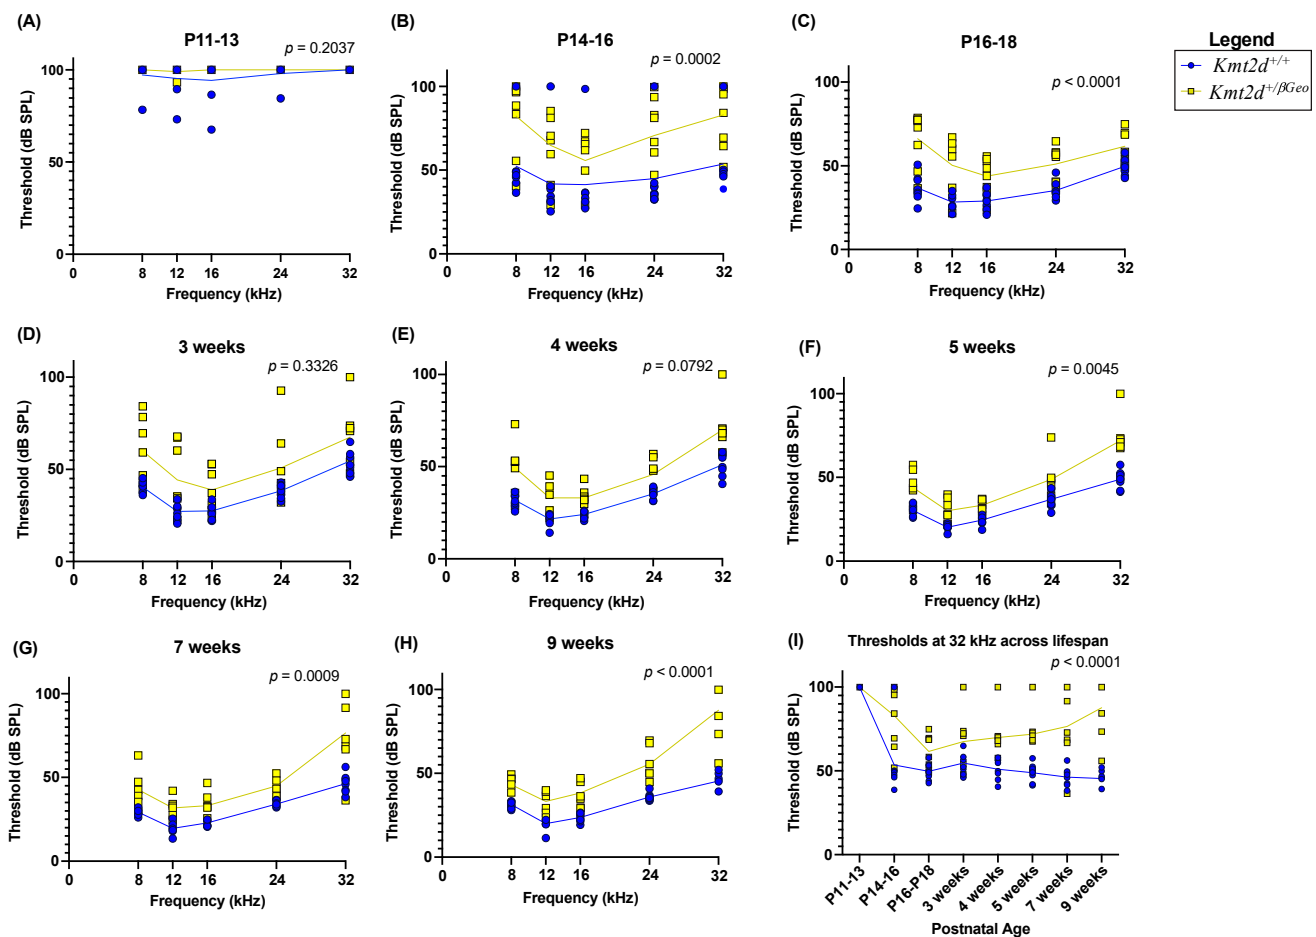 (A)
P11-13
p = 0.2037
Threshold (dB SPL)
100
50
0
0 8 12 16 24 32
Frequency (kHz)
(B)
P14-16
p = 0.0002
Threshold (dB SPL)
100
50
0
0 8 12 16 24 32
Frequency (kHz)
(C)
P16-18
p < 0.0001
Threshold (dB SPL)
100
50
0
0 8 12 16 24 32
Frequency (kHz)
Legend
Kmt2d+/+
Kmt2d+/βGeo
(D)
3 weeks
p = 0.3326
Threshold (dB SPL)
100
50
0
0 8 12 16 24 32
Frequency (kHz)
(E)
4 weeks
p = 0.0792
Threshold (dB SPL)
100
50
0
0 8 12 16 24 32
Frequency (kHz)
(F)
5 weeks
p = 0.0045
Threshold (dB SPL)
100
50
0
0 8 12 16 24 32
Frequency (kHz)
(G)
7 weeks
p = 0.0009
Threshold (dB SPL)
100
50
0
0 8 12 16 24 32
Frequency (kHz)
(H)
9 weeks
p < 0.0001
Threshold (dB SPL)
100
50
0
0 8 12 16 24 32
Frequency (kHz)
(I)
Thresholds at 32 kHz across lifespan
p < 0.0001
Threshold (dB SPL)
100
50
0
P11-13
P14-16
P16-P18
3 weeks
4 weeks
5 weeks
7 weeks
9 weeks
Postnatal Age